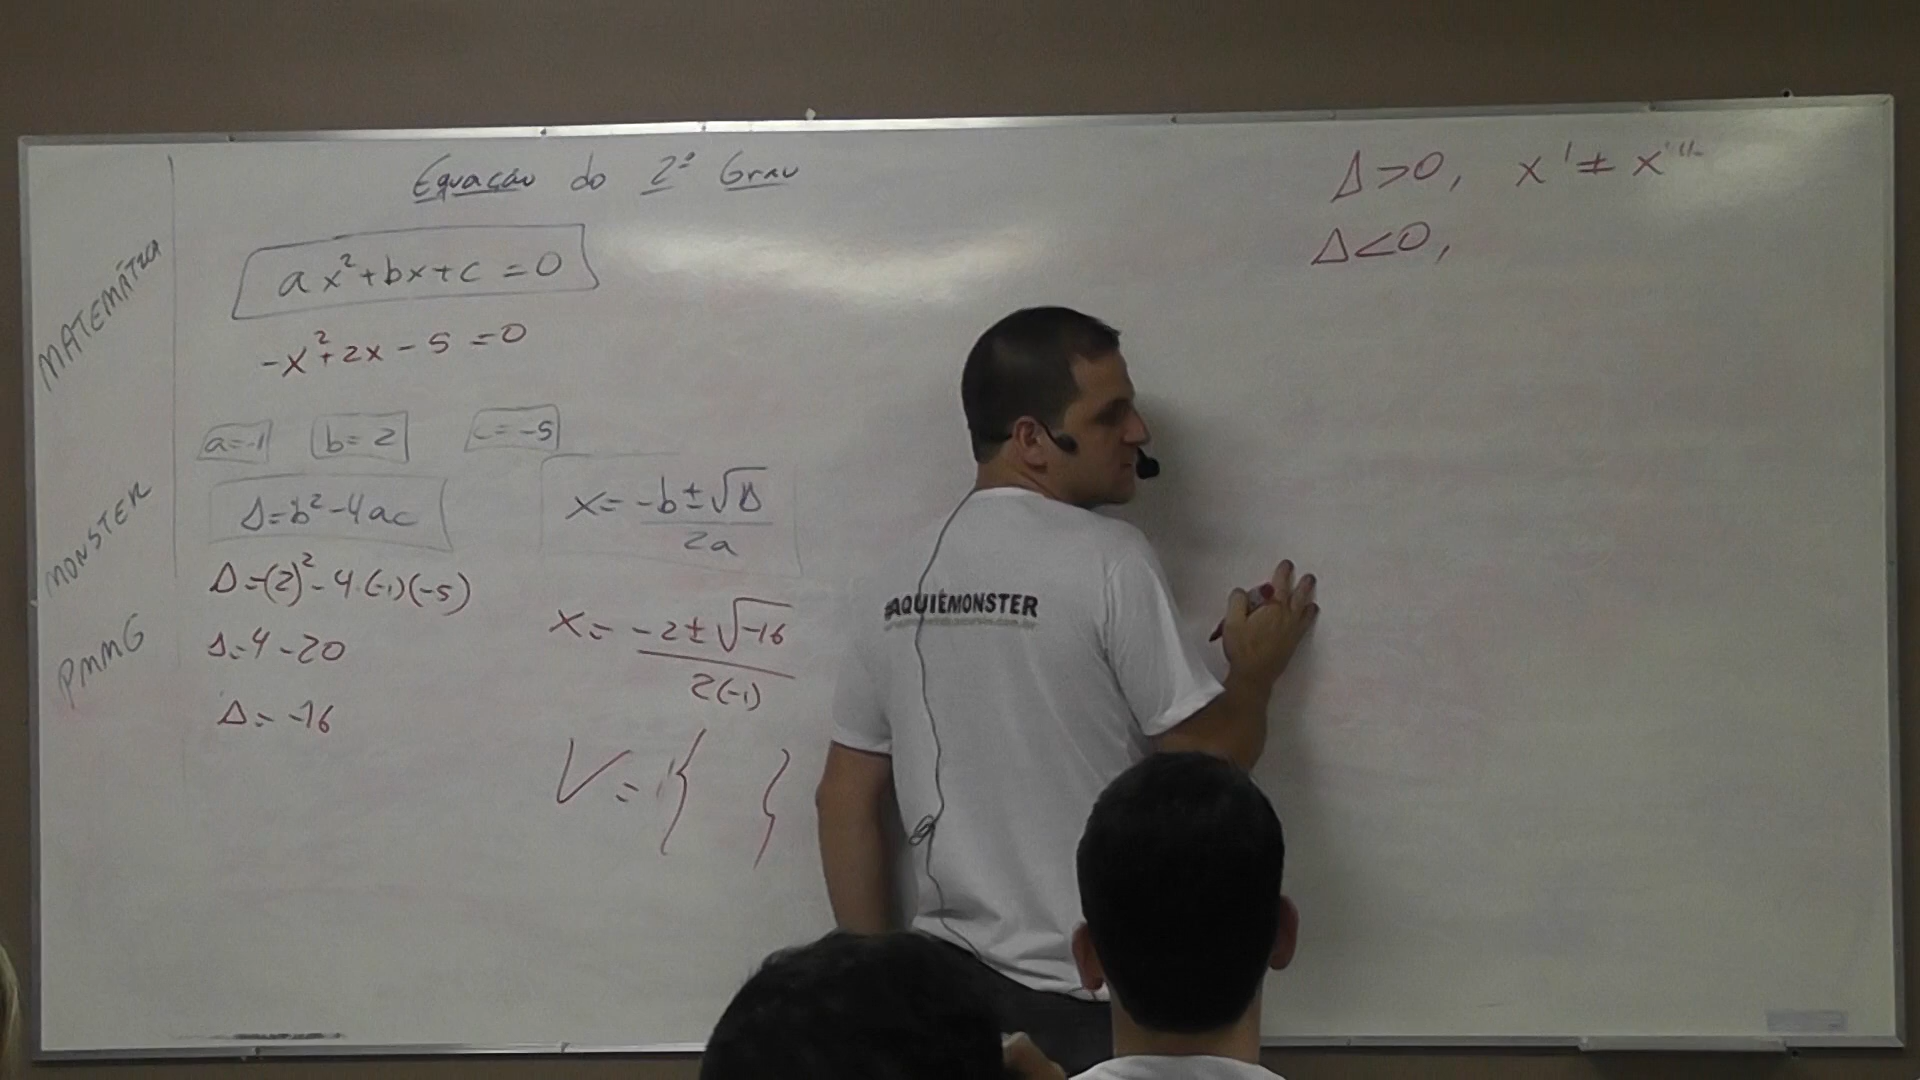 MATEMÁTICA
MONSTER
PMMG
Equação do 2º Grau
ax²+bx+c=0
-x²+2x-5=0
a=-1 b=2 c=-5
Δ=b²-4ac
Δ=(2)²-4.(-1)(-5)
Δ=4-20
Δ=-16
x=-b±√Δ/2a
x=-2±√-16/2(-1)
V={ }
Δ>0, x'≠x''
Δ<0,
#AQUIÉMONSTER